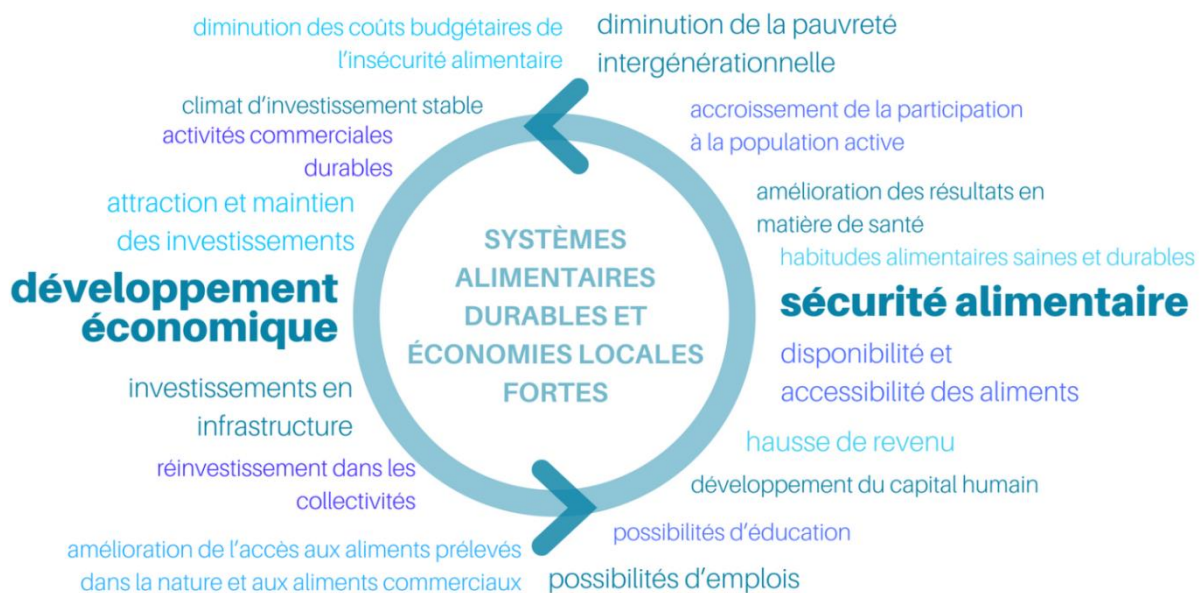 diminution des coûts budgétaires de
l'insécurité alimentaire
diminution de la pauvreté
intergénérationnelle
climat d'investissement stable
activités commerciales
durables
accroissement de la participation
à la population active
attraction et maintien
des investissements
amélioration des résultats en
matière de santé
habitudes alimentaires saines et durables
développement
économique
SYSTÈMES
ALIMENTAIRES
DURABLES ET
ÉCONOMIES LOCALES
FORTES
sécurité alimentaire
disponibilité et
accessibilité des aliments
investissements en
infrastructure
hausse de revenu
réinvestissement dans les
collectivités
développement du capital humain
possibilités d'éducation
amélioration de l'accès aux aliments prélevés
dans la nature et aux aliments commerciaux
possibilités d'emplois